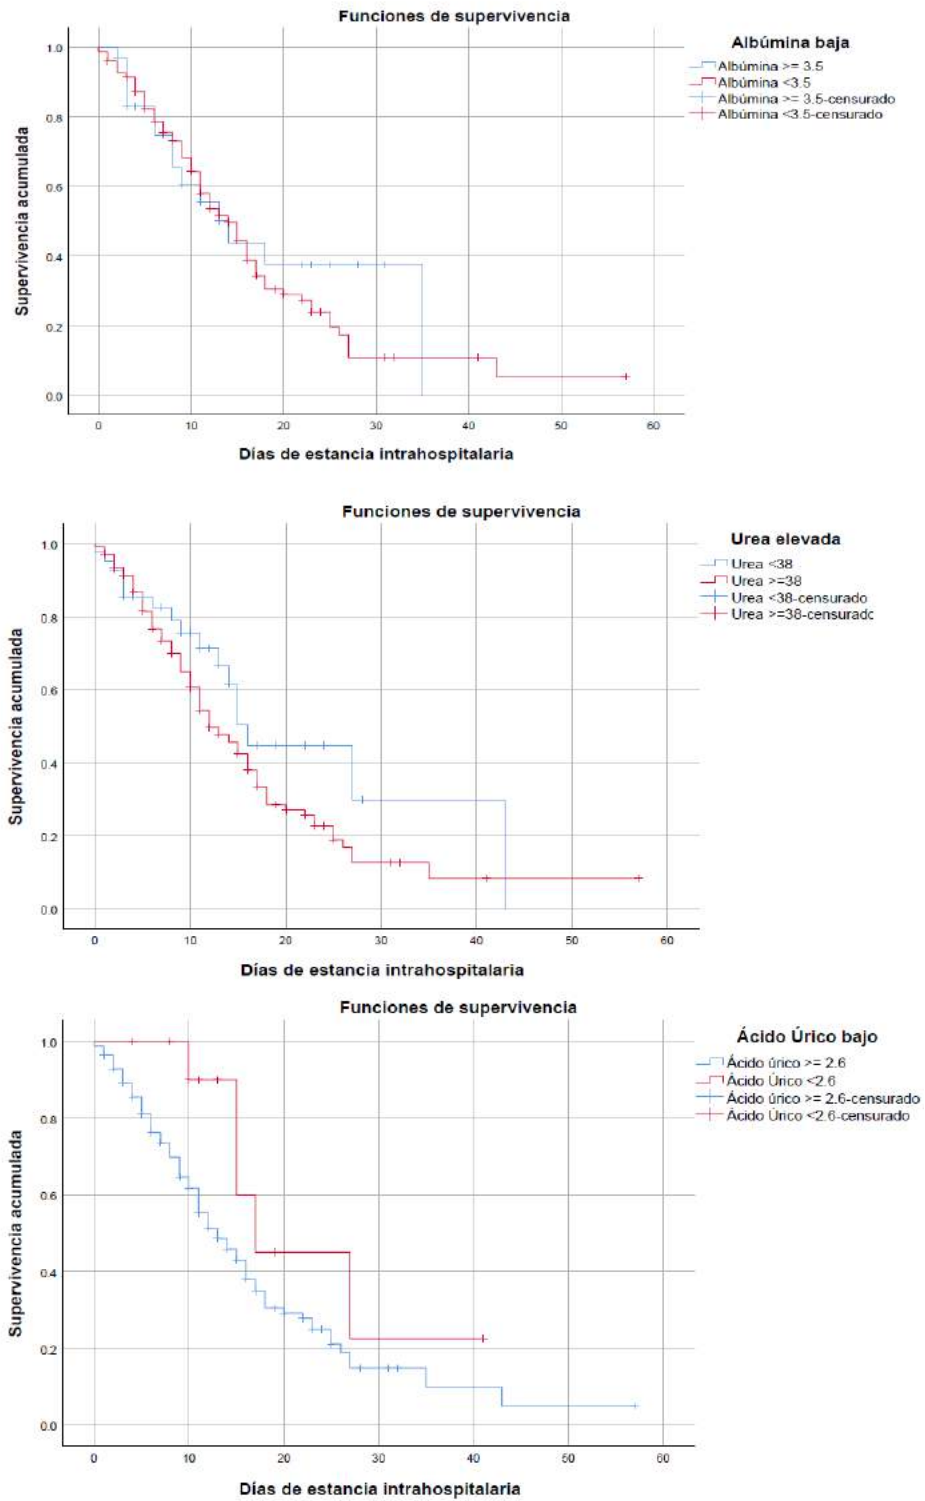 Funciones de supervivencia
Albúmina baja
Albúmina >= 3.5
Albúmina <3.5
Albúmina >= 3.5-censurado
Albúmina <3.5-censurado
Supervivencia acumulada
1.0
0.8
0.6
0.4
0.2
0.0
0 10 20 30 40 50 60
Días de estancia intrahospitalaria
Funciones de supervivencia
Urea elevada
Urea <38
Urea >=38
Urea <38-censurado
Urea >=38-censurado
Supervivencia acumulada
1.0
0.8
0.6
0.4
0.2
0.0
0 10 20 30 40 50 60
Días de estancia intrahospitalaria
Funciones de supervivencia
Ácido Úrico bajo
Ácido úrico >= 2.6
Ácido Úrico <2.6
Ácido úrico >= 2.6-censurado
Ácido Úrico <2.6-censurado
Supervivencia acumulada
1.0
0.8
0.6
0.4
0.2
0.0
0 10 20 30 40 50 60
Días de estancia intrahospitalaria